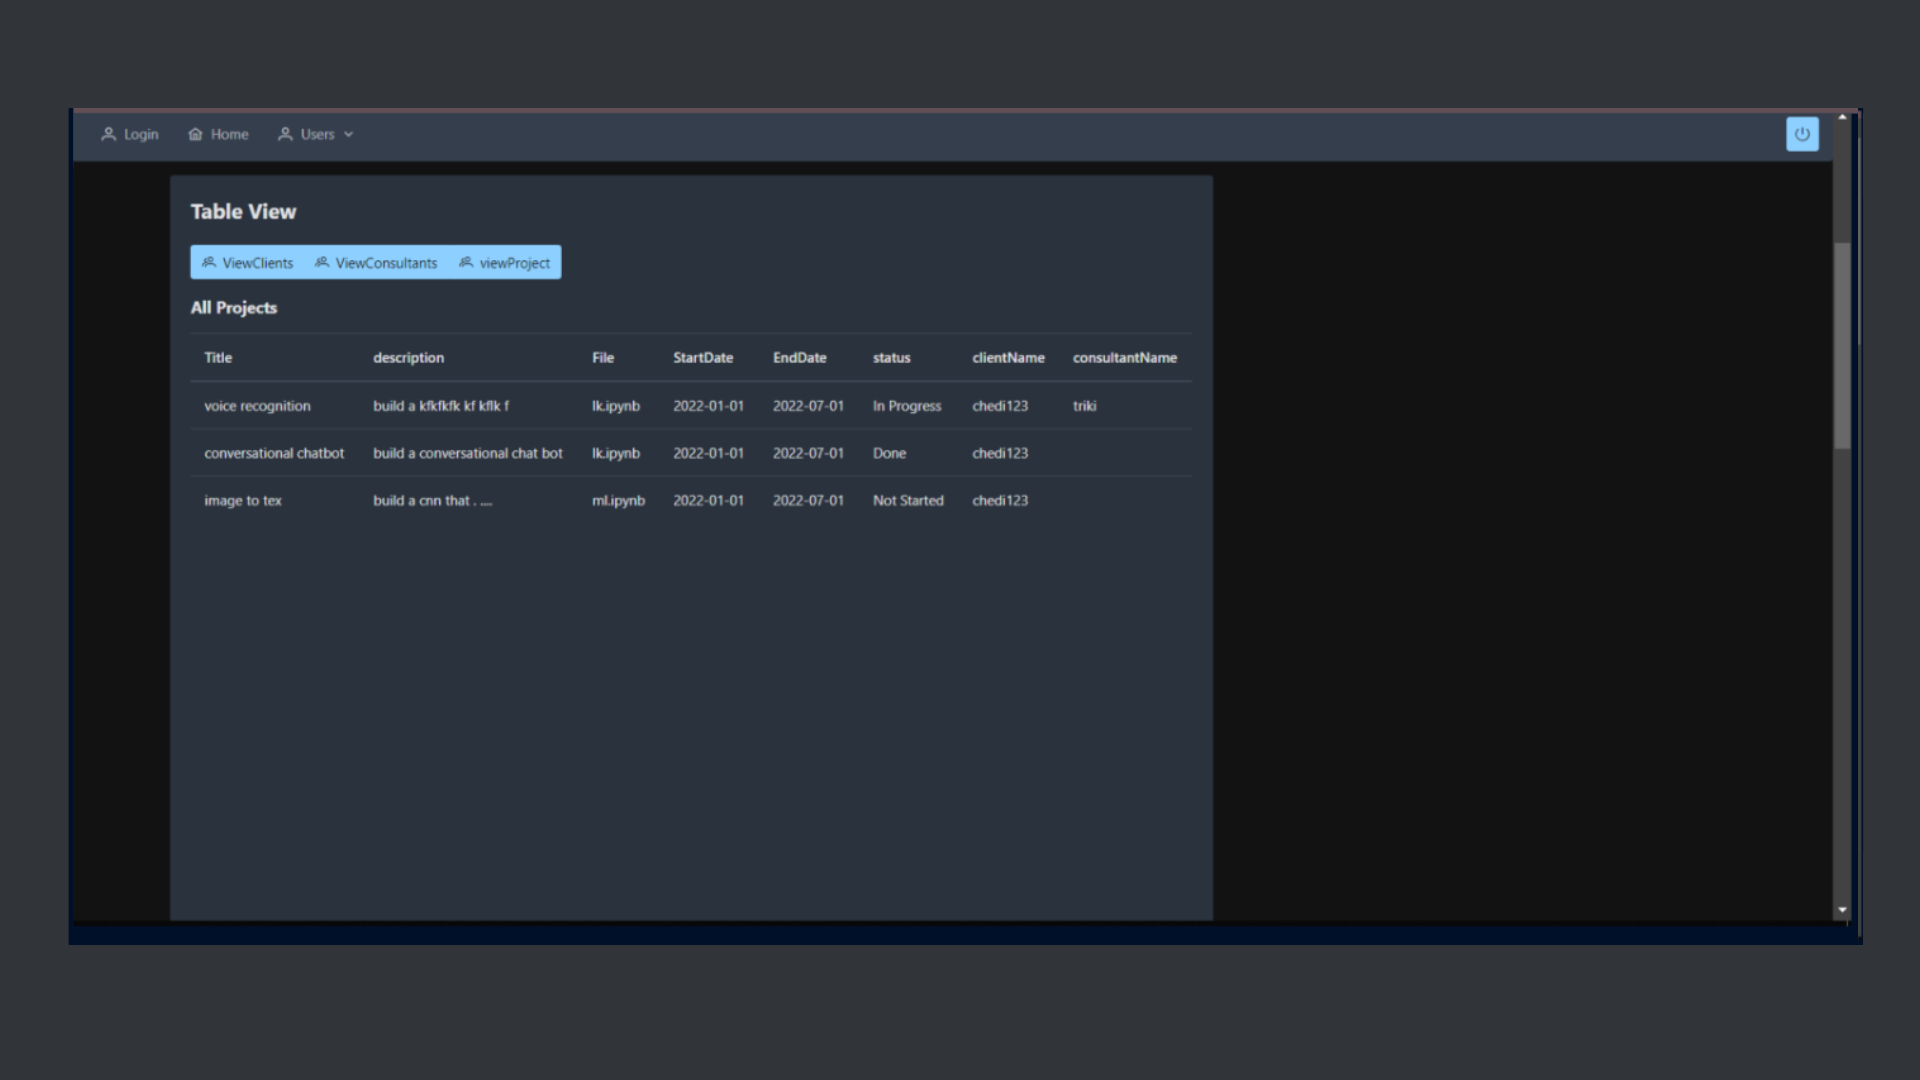 Login Home Users
Table View
ViewClients ViewConsultants viewProject
All Projects
Title description File StartDate EndDate status clientName consultantName
voice recognition build a kfkfkfk kf kflk f lk.ipynb 2022-01-01 2022-07-01 In Progress chedi123 triki
conversational chatbot build a conversational chat bot lk.ipynb 2022-01-01 2022-07-01 Done chedi123
image to tex build a cnn that . .... ml.ipynb 2022-01-01 2022-07-01 Not Started chedi123